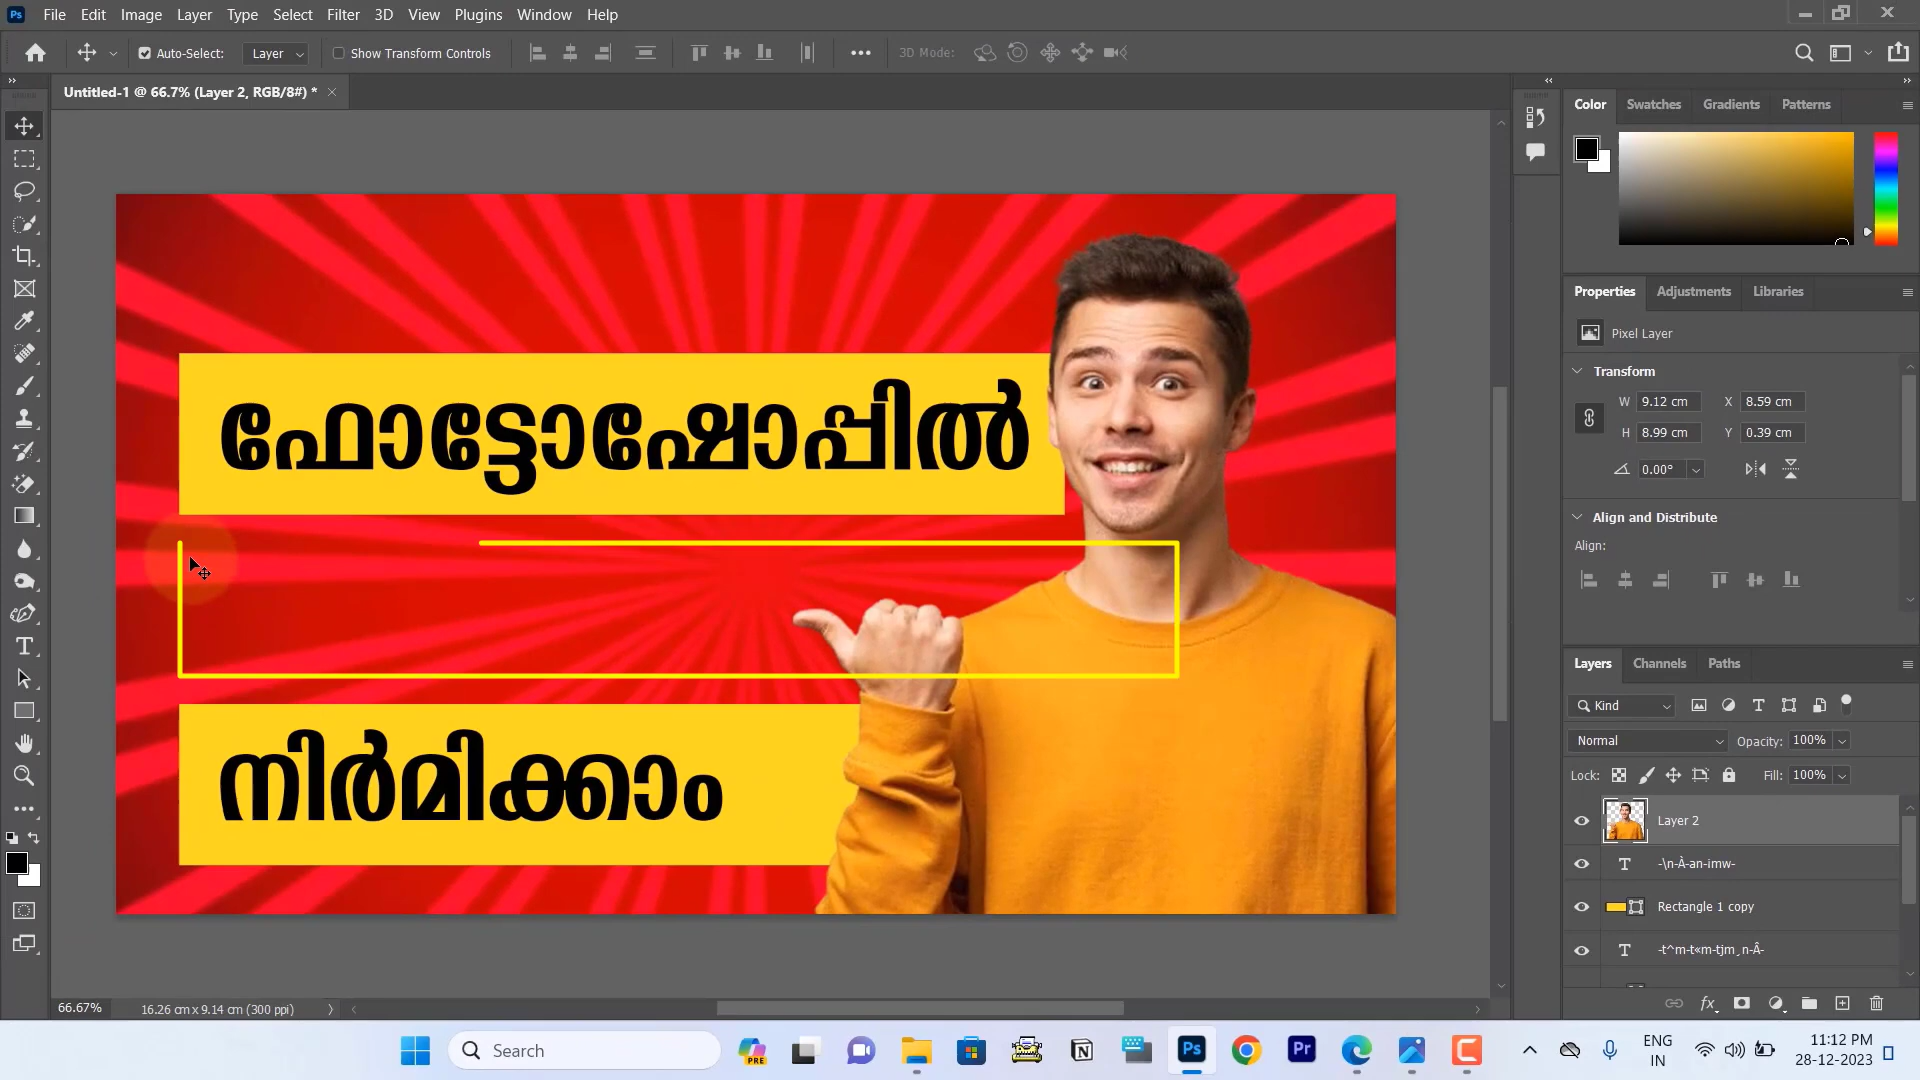 Ps File Edit Image Layer Type Select Filter 3D View Plugins Window Help
Auto-Select: Layer Show Transform Controls 3D Mode:
Untitled-1 @ 66.7% (Layer 2, RGB/8#) *
ഫോട്ടോഷോപ്പിൽ
നിർമിക്കാം
Color Swatches Gradients Patterns
Properties Adjustments Libraries
Pixel Layer
Transform
W 9.12 cm X 8.59 cm
H 8.99 cm Y 0.39 cm
0.00°
Align and Distribute
Align:
Layers Channels Paths
Kind
Normal Opacity: 100%
Lock: Fill: 100%
Layer 2
-\n-À-an-imw-
Rectangle 1 copy
-t^m-t«m-tjm¸n-Â-
66.67% 16.26 cm x 9.14 cm (300 ppi)
Search PRE Ps Pr ENG 11:12 PM
IN 28-12-2023